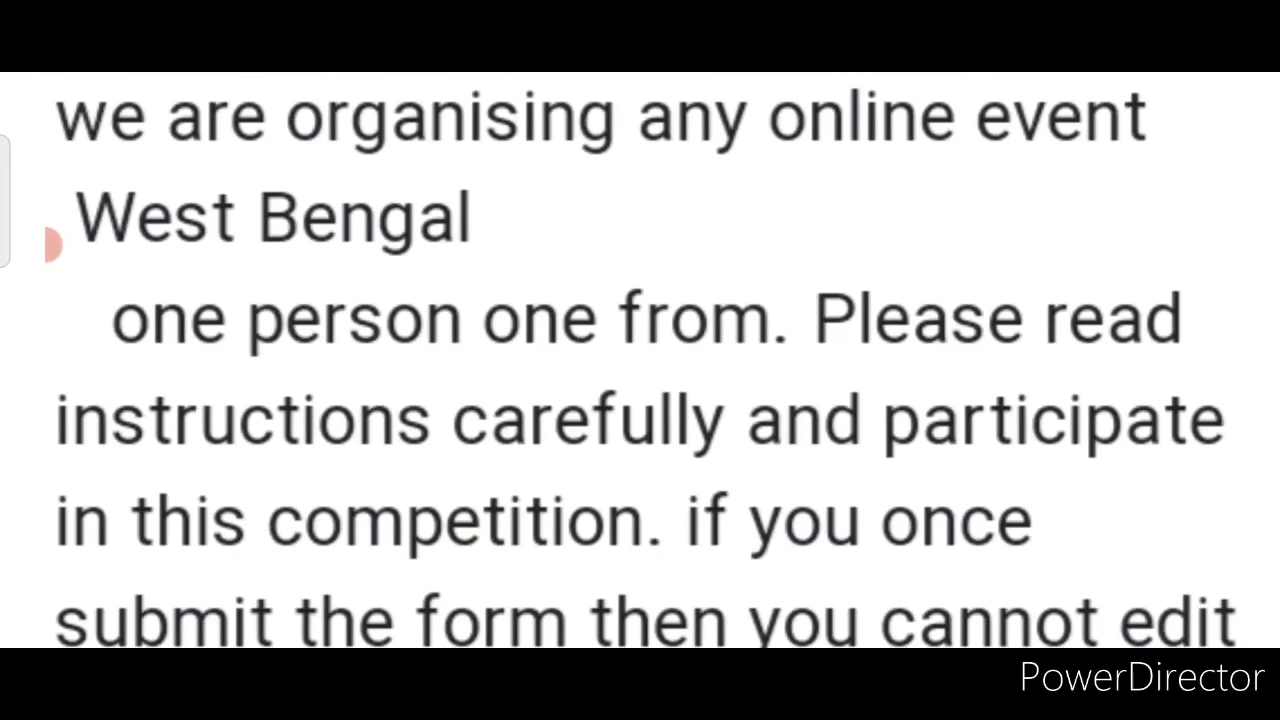 we are organising any online event
West Bengal
one person one from. Please read
instructions carefully and participate
in this competition. if you once
submit the form then you cannot edit
PowerDirector